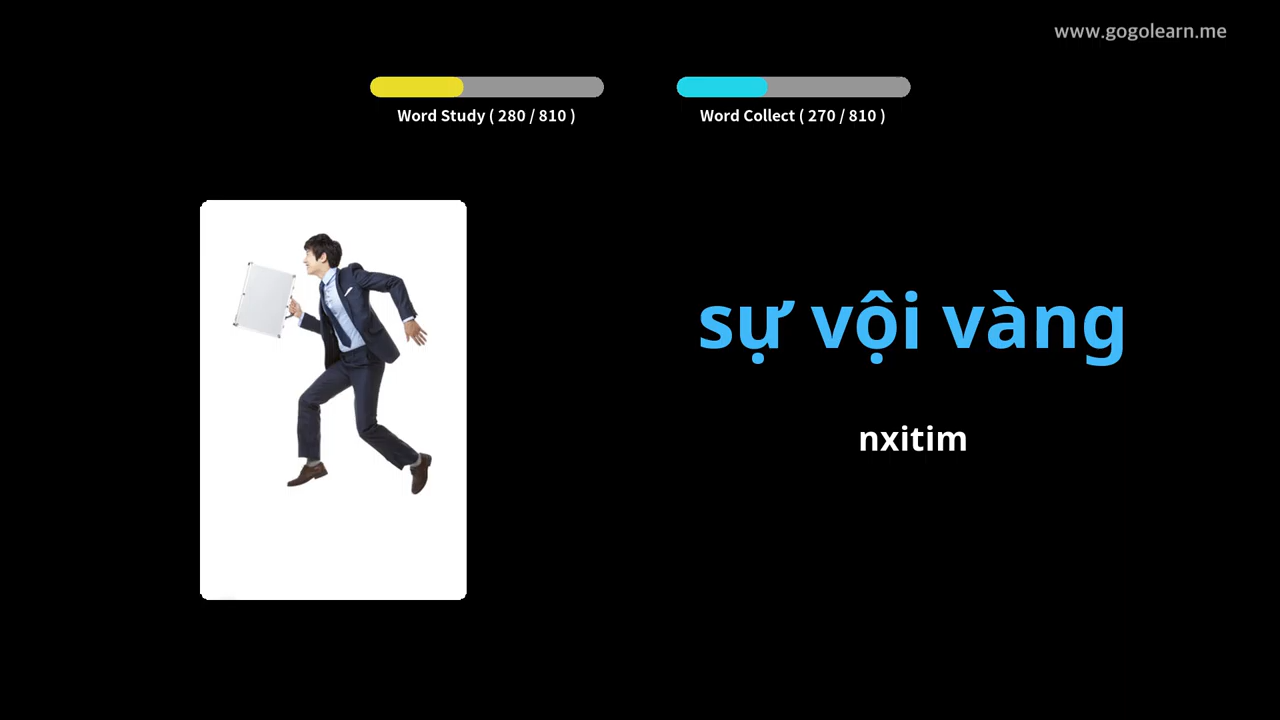 www.gogolearn.me
Word Study ( 280 / 810 )
Word Collect ( 270 / 810 )
sự vội vàng
nxitim